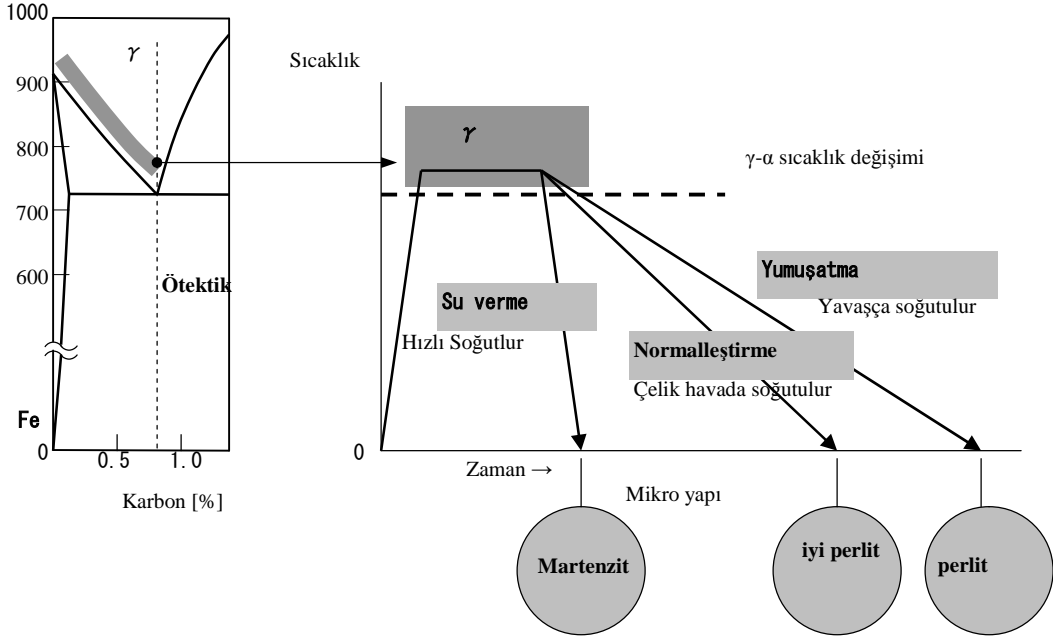 1000
900
800
700
600
0
γ
Ötektik
Fe
0.5
1.0
Karbon [%]
Sıcaklık
γ
γ-α sıcaklık değişimi
Su verme
Hızlı Soğutlur
Yumuşatma
Yavaşça soğutulur
Normalleştirme
Çelik havada soğutulur
0
Zaman →
Mikro yapı
Martenzit
iyi perlit
perlit